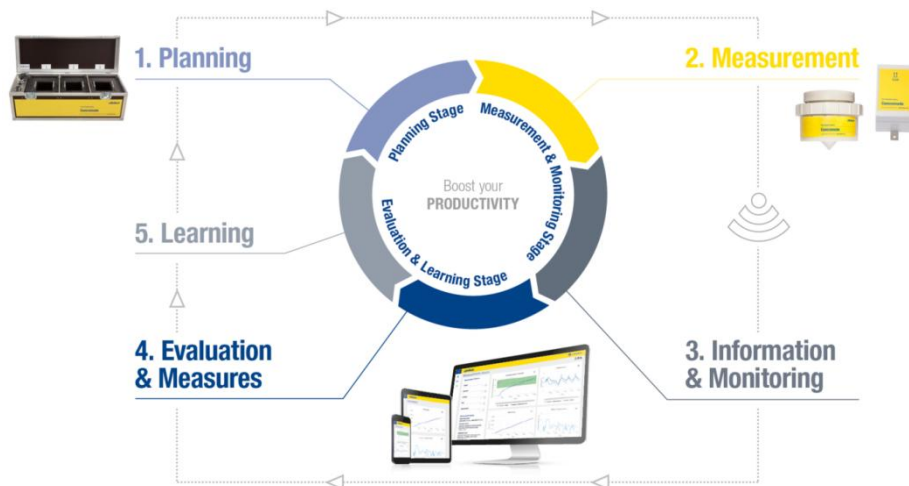 1. Planning
2. Measurement
Planning Stage
Measurement & Monitoring Stage
Boost your
PRODUCTIVITY
Evaluation & Learning Stage
5. Learning
4. Evaluation
& Measures
3. Information
& Monitoring